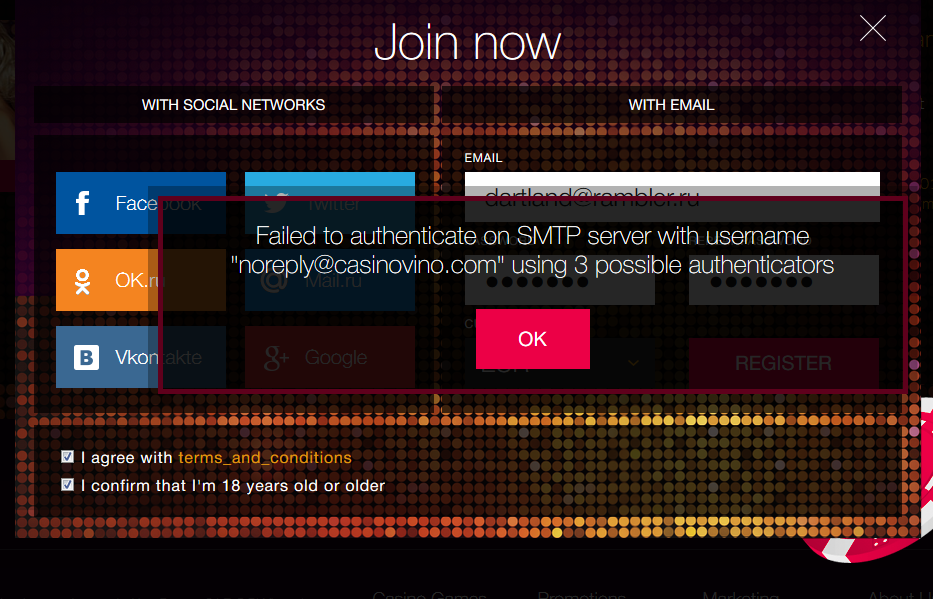 Join now
WITH SOCIAL NETWORKS
WITH EMAIL
EMAIL
Facebook
Twitter
dartland@rambler.ru
Failed to authenticate on SMTP server with username
"noreply@casinovino.com" using 3 possible authenticators
OK.ru
Mail.ru
OK
Vkontakte
Google
REGISTER
I agree with terms_and_conditions
I confirm that I'm 18 years old or older
Casino Games
Promotions
Marketing
About U